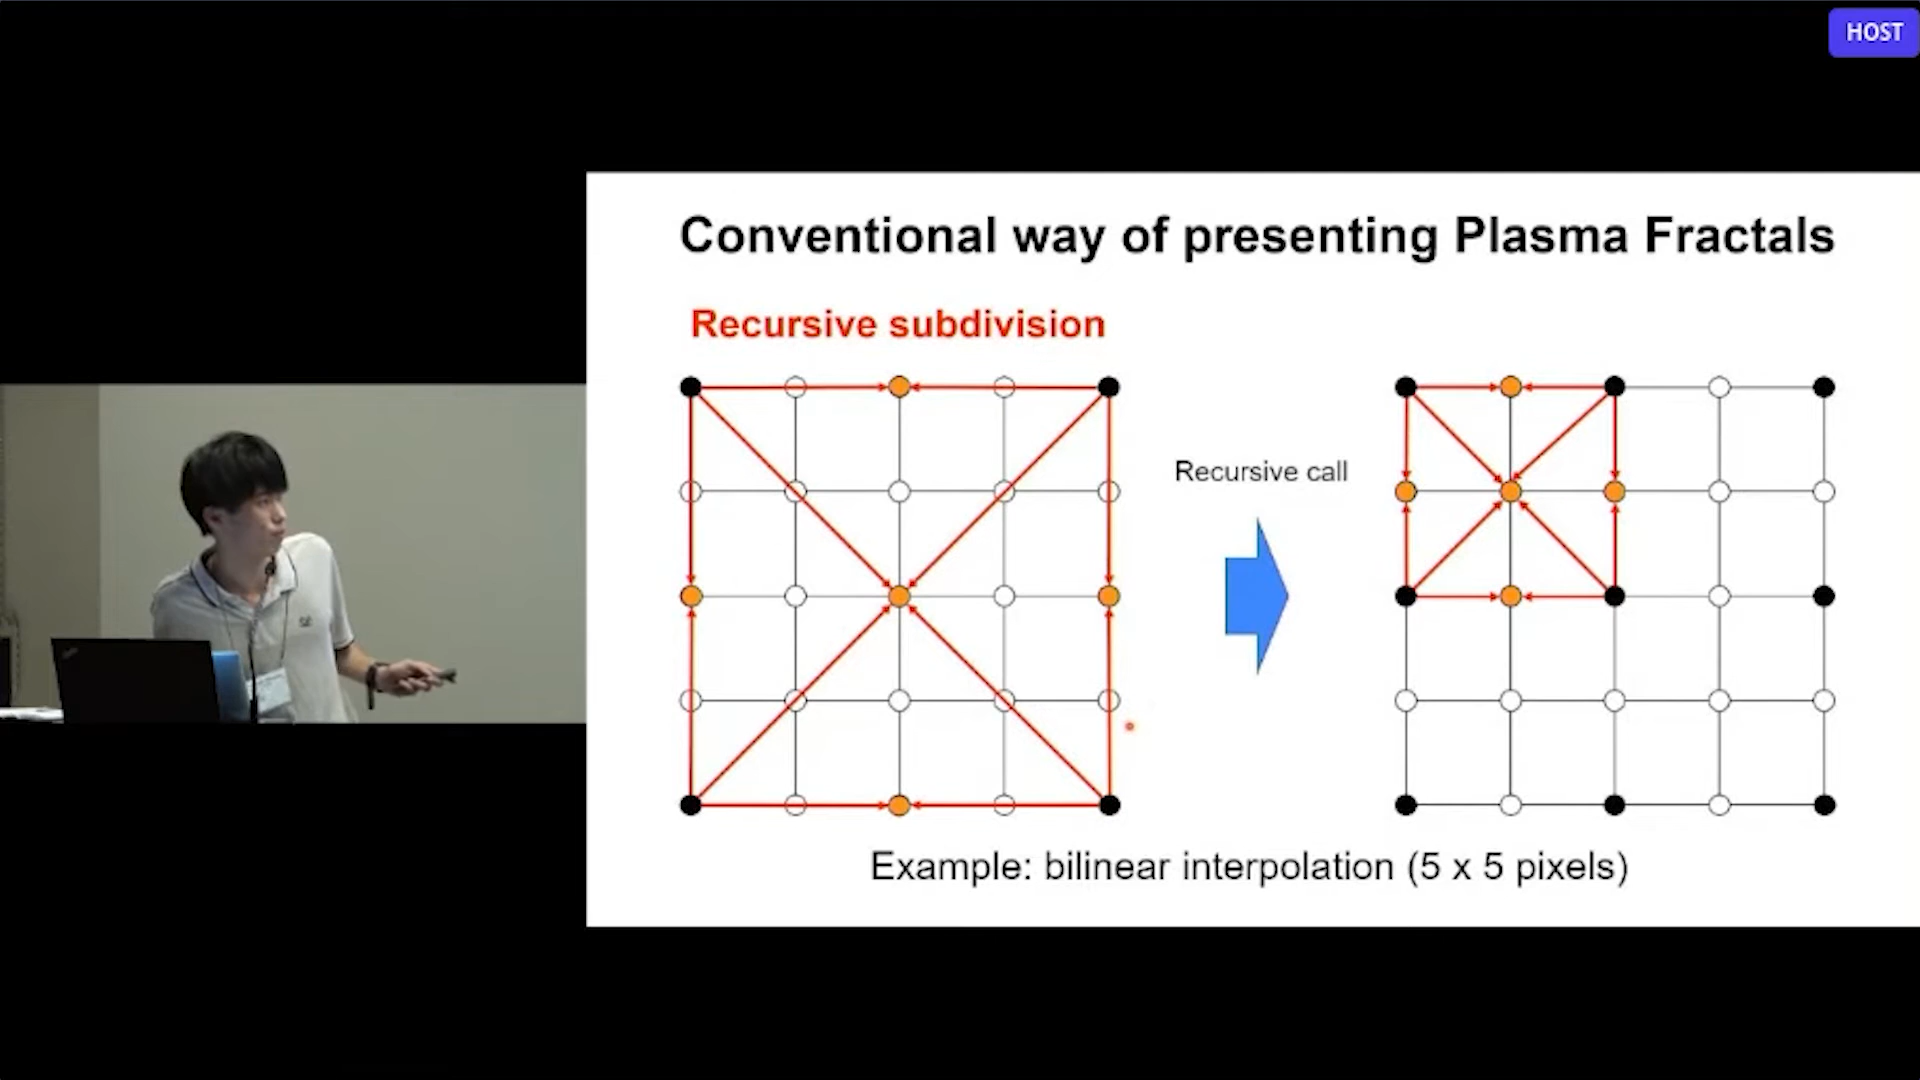 HOST
Conventional way of presenting Plasma Fractals
Recursive subdivision
Recursive call
Example: bilinear interpolation (5 x 5 pixels)